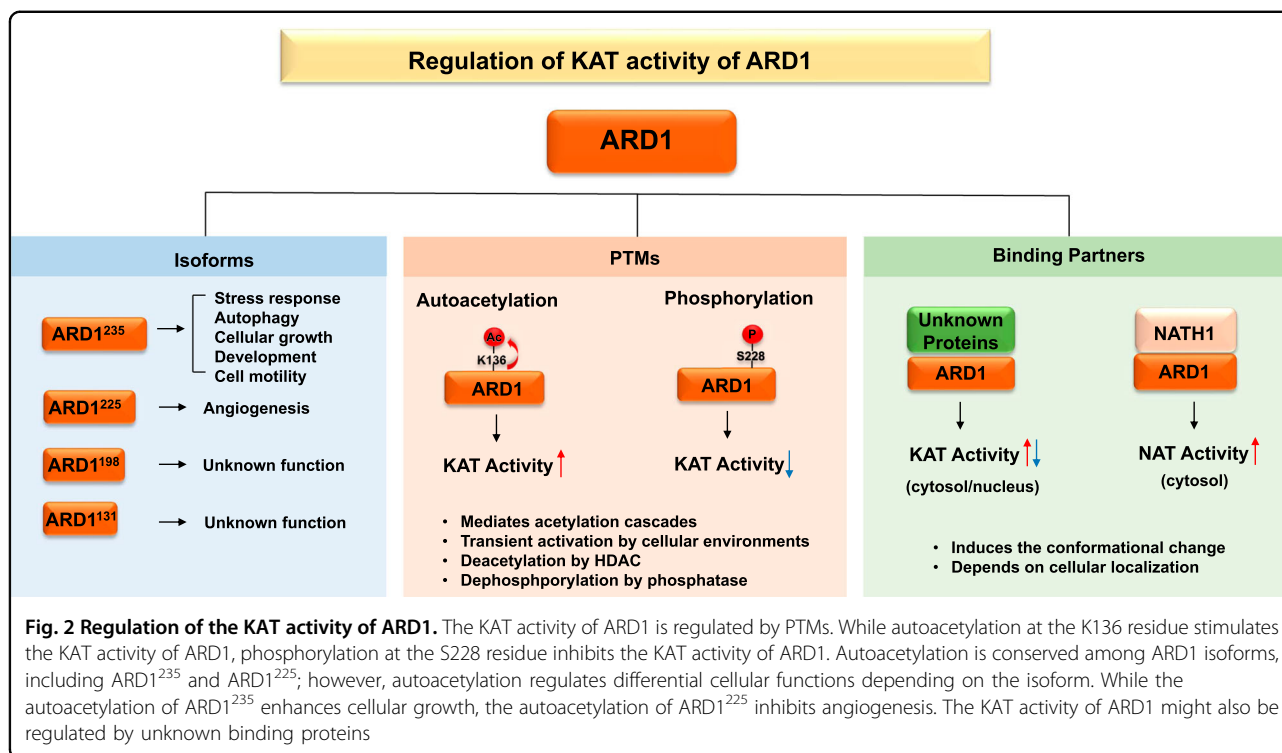 Regulation of KAT activity of ARD1
ARD1
Isoforms
ARD1²³⁵
Stress response
Autophagy
Cellular growth
Development
Cell motility
ARD1²²⁵
Angiogenesis
ARD1¹⁹⁸
Unknown function
ARD1¹³¹
Unknown function
PTMs
Autoacetylation
Ac
K136
ARD1
KAT Activity
Phosphorylation
P
S228
ARD1
KAT Activity
• Mediates acetylation cascades
• Transient activation by cellular environments
• Deacetylation by HDAC
• Dephosphporylation by phosphatase
Binding Partners
Unknown
Proteins
ARD1
KAT Activity
(cytosol/nucleus)
NATH1
ARD1
NAT Activity
(cytosol)
• Induces the conformational change
• Depends on cellular localization
Fig. 2 Regulation of the KAT activity of ARD1. The KAT activity of ARD1 is regulated by PTMs. While autoacetylation at the K136 residue stimulates
the KAT activity of ARD1, phosphorylation at the S228 residue inhibits the KAT activity of ARD1. Autoacetylation is conserved among ARD1 isoforms,
including ARD1²³⁵ and ARD1²²⁵; however, autoacetylation regulates differential cellular functions depending on the isoform. While the
autoacetylation of ARD1²³⁵ enhances cellular growth, the autoacetylation of ARD1²²⁵ inhibits angiogenesis. The KAT activity of ARD1 might also be
regulated by unknown binding proteins